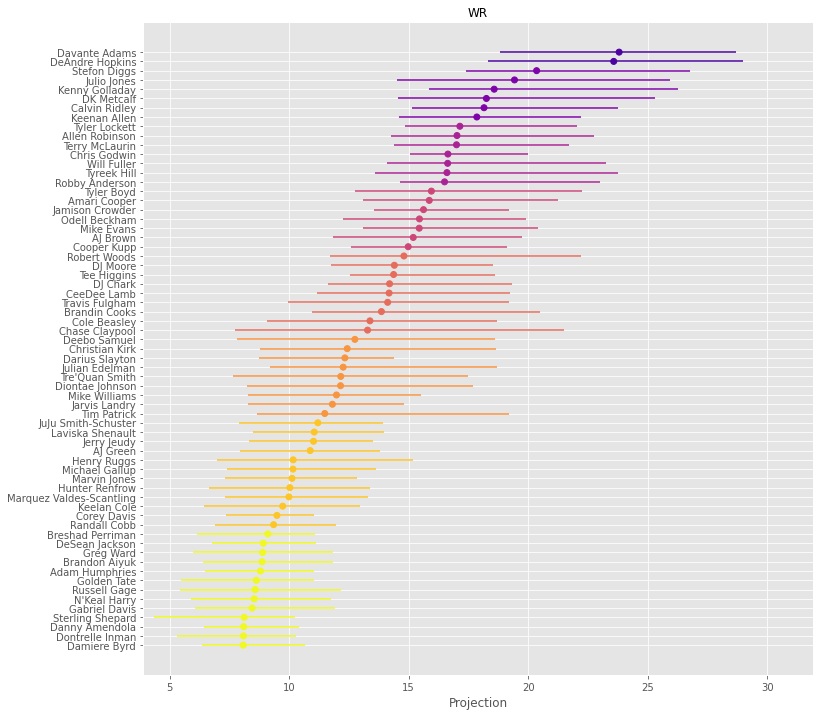 WR
Davante Adams
DeAndre Hopkins
Stefon Diggs
Julio Jones
Kenny Golladay
DK Metcalf
Calvin Ridley
Keenan Allen
Tyler Lockett
Allen Robinson
Terry McLaurin
Chris Godwin
Will Fuller
Tyreek Hill
Robby Anderson
Tyler Boyd
Amari Cooper
Jamison Crowder
Odell Beckham
Mike Evans
AJ Brown
Cooper Kupp
Robert Woods
DJ Moore
Tee Higgins
DJ Chark
CeeDee Lamb
Travis Fulgham
Brandin Cooks
Cole Beasley
Chase Claypool
Deebo Samuel
Christian Kirk
Darius Slayton
Julian Edelman
Tre'Quan Smith
Diontae Johnson
Mike Williams
Jarvis Landry
Tim Patrick
JuJu Smith-Schuster
Laviska Shenault
Jerry Jeudy
AJ Green
Henry Ruggs
Michael Gallup
Marvin Jones
Hunter Renfrow
Marquez Valdes-Scantling
Keelan Cole
Corey Davis
Randall Cobb
Breshad Perriman
DeSean Jackson
Greg Ward
Brandon Aiyuk
Adam Humphries
Golden Tate
Russell Gage
N'Keal Harry
Gabriel Davis
Sterling Shepard
Danny Amendola
Dontrelle Inman
Damiere Byrd
5 10 15 20 25 30
Projection